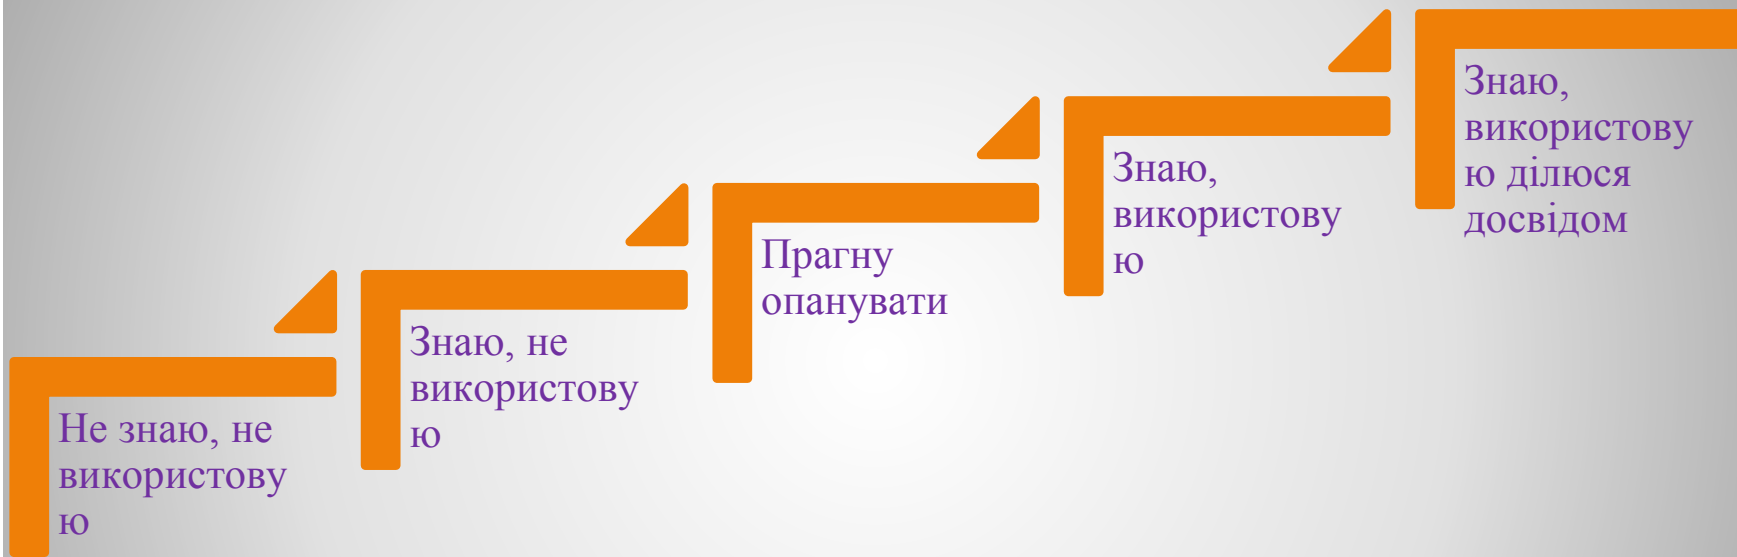 Не знаю, не
використову
ю
Знаю, не
використову
ю
Прагну
опанувати
Знаю,
використову
ю
Знаю,
використову
ю ділюся
досвідом